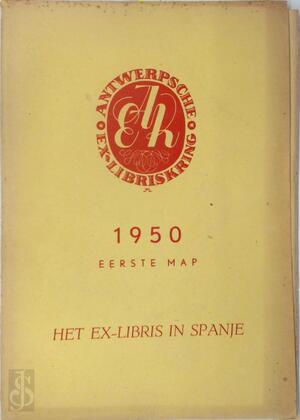 ANTWERPSCHE
EX-LIBRISKRING
1950
EERSTE MAP
HET EX-LIBRIS IN SPANJE